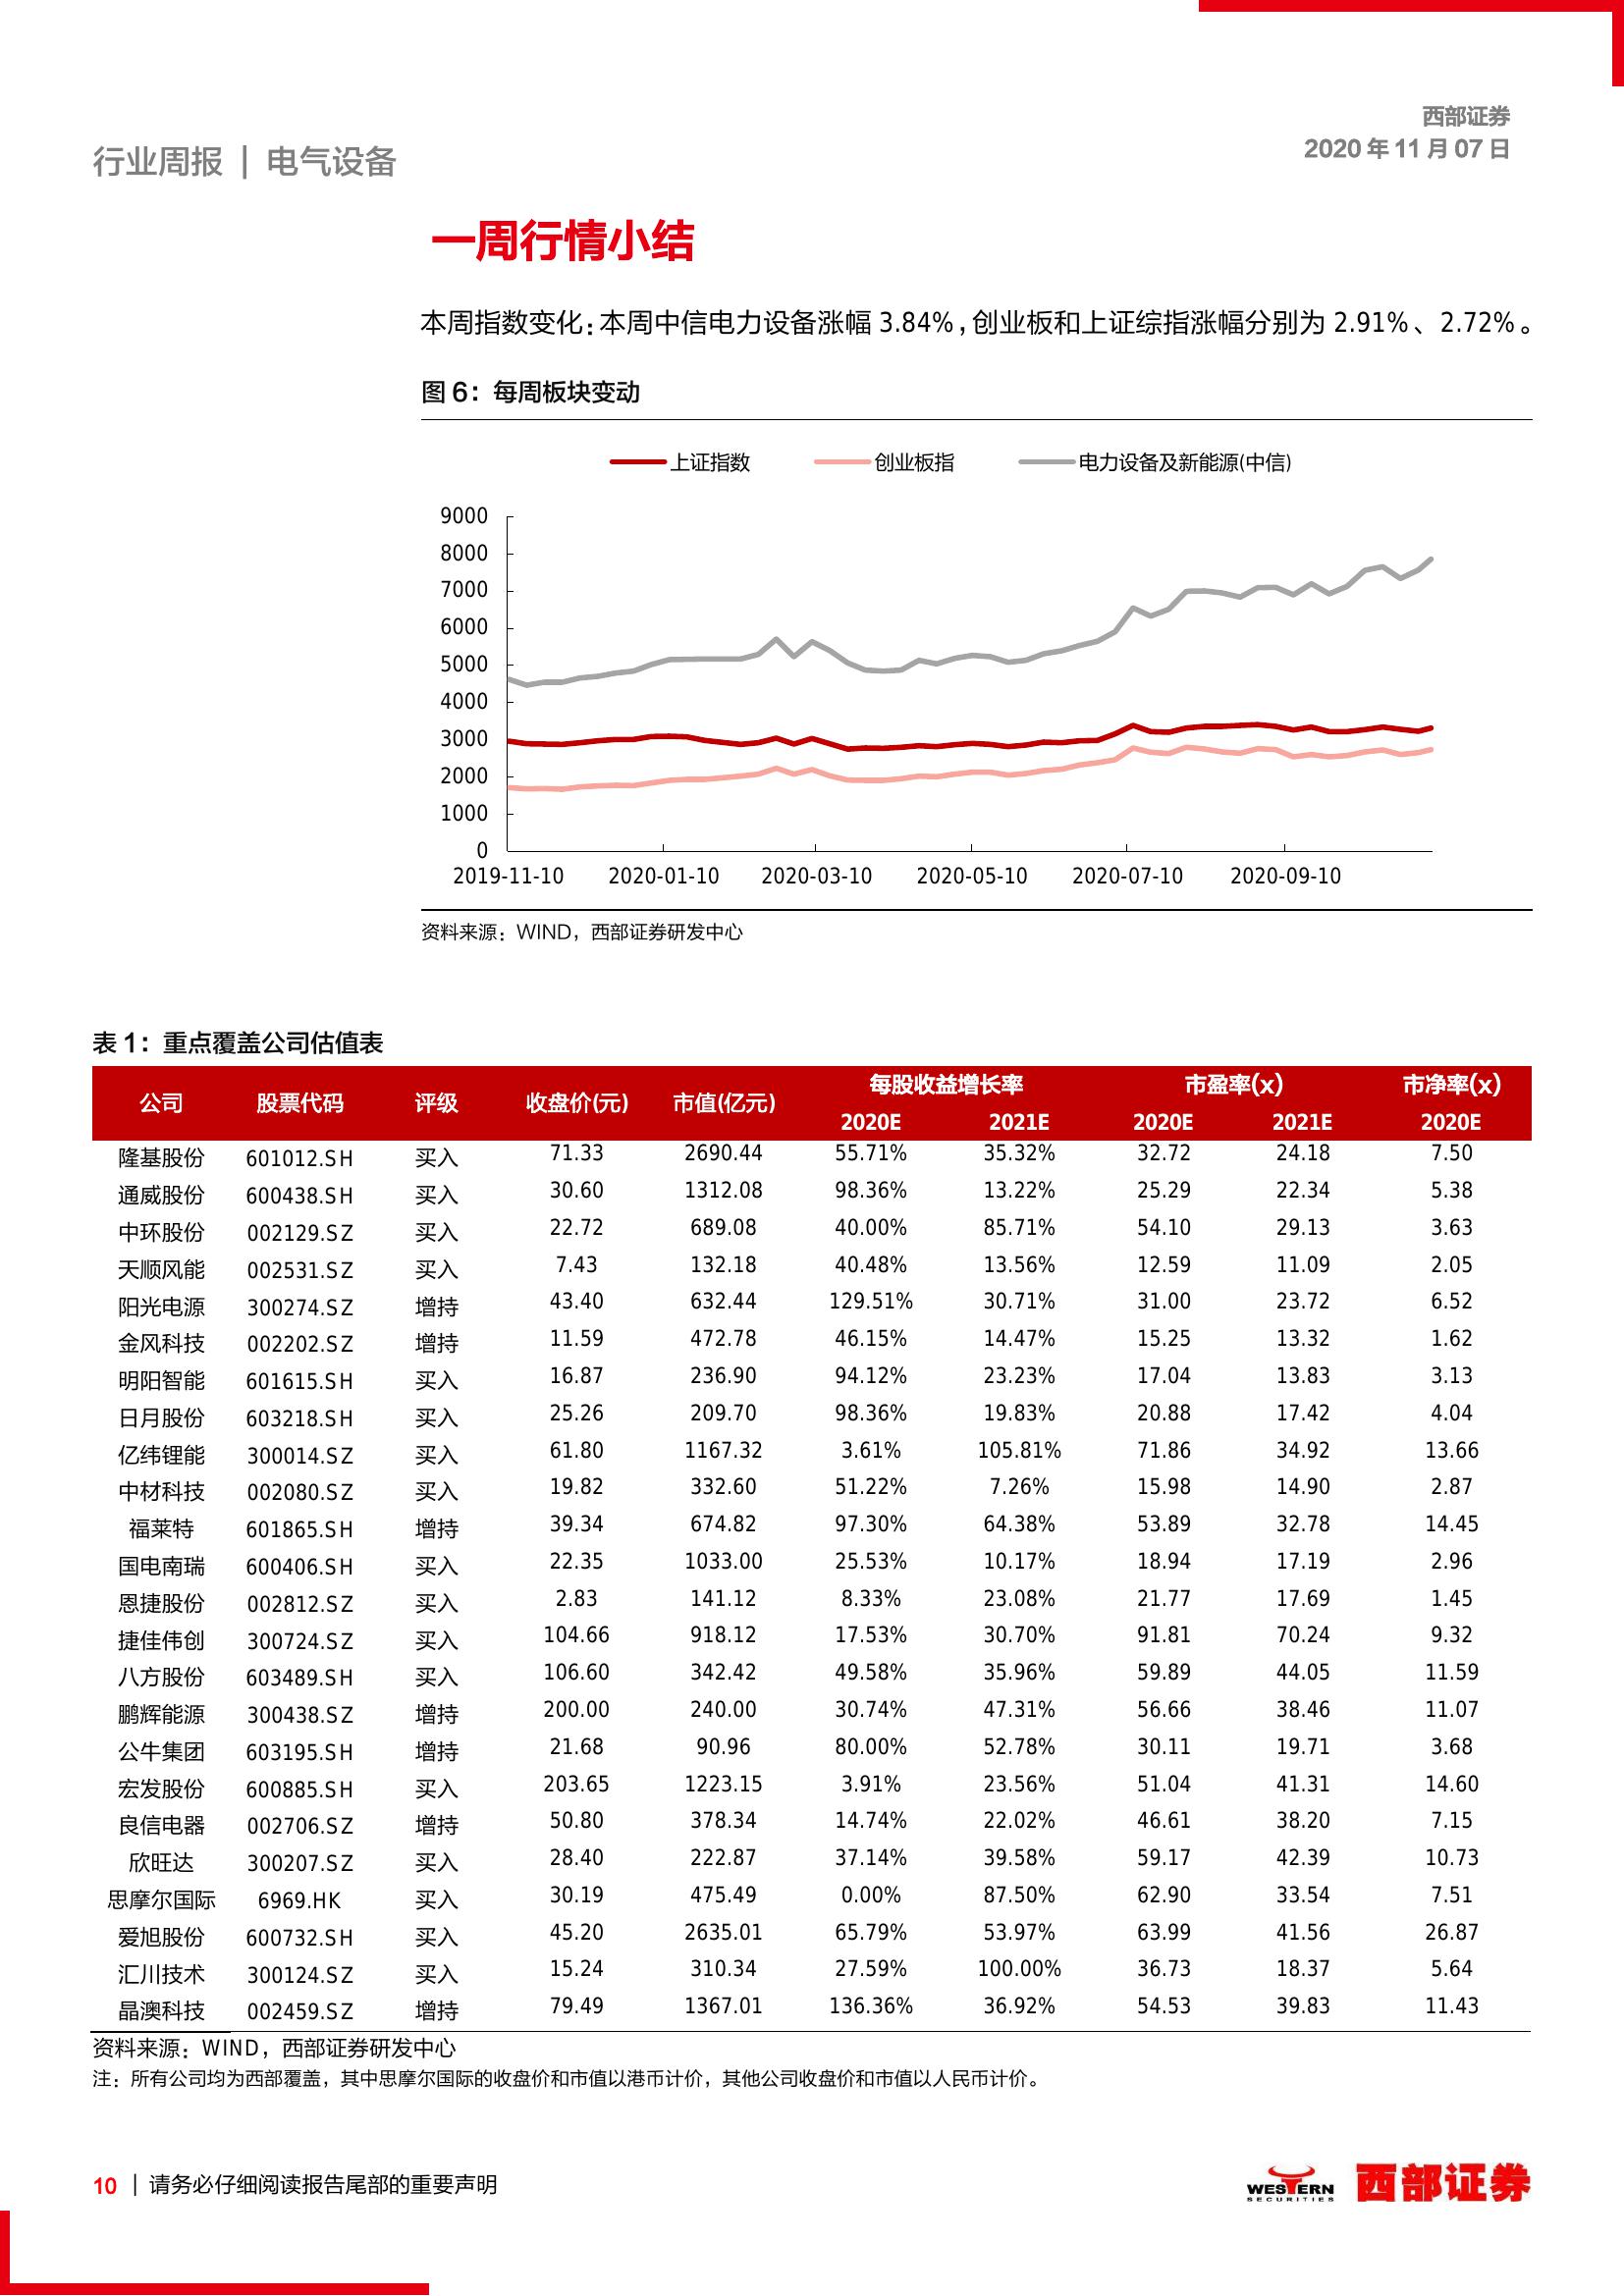 西部证券
2020 年 11 月 07 日
行业周报 | 电气设备
一周行情小结
本周指数变化：本周中信电力设备涨幅 3.84%，创业板和上证综指涨幅分别为 2.91%、2.72%。
图 6：每周板块变动
上证指数 创业板指 电力设备及新能源(中信)
9000
8000
7000
6000
5000
4000
3000
2000
1000
0
2019-11-10 2020-01-10 2020-03-10 2020-05-10 2020-07-10 2020-09-10
资料来源：WIND，西部证券研发中心
表 1：重点覆盖公司估值表
公司 股票代码 评级 收盘价(元) 市值(亿元) 每股收益增长率 市盈率(x) 市净率(x)
2020E 2021E 2020E 2021E 2020E
隆基股份 601012.SH 买入 71.33 2690.44 55.71% 35.32% 32.72 24.18 7.50
通威股份 600438.SH 买入 30.60 1312.08 98.36% 13.22% 25.29 22.34 5.38
中环股份 002129.SZ 买入 22.72 689.08 40.00% 85.71% 54.10 29.13 3.63
天顺风能 002531.SZ 买入 7.43 132.18 40.48% 13.56% 12.59 11.09 2.05
阳光电源 300274.SZ 增持 43.40 632.44 129.51% 30.71% 31.00 23.72 6.52
金风科技 002202.SZ 增持 11.59 472.78 46.15% 14.47% 15.25 13.32 1.62
明阳智能 601615.SH 买入 16.87 236.90 94.12% 23.23% 17.04 13.83 3.13
日月股份 603218.SH 买入 25.26 209.70 98.36% 19.83% 20.88 17.42 4.04
亿纬锂能 300014.SZ 买入 61.80 1167.32 3.61% 105.81% 71.86 34.92 13.66
中材科技 002080.SZ 买入 19.82 332.60 51.22% 7.26% 15.98 14.90 2.87
福莱特 601865.SH 增持 39.34 674.82 97.30% 64.38% 53.89 32.78 14.45
国电南瑞 600406.SH 买入 22.35 1033.00 25.53% 10.17% 18.94 17.19 2.96
恩捷股份 002812.SZ 买入 2.83 141.12 8.33% 23.08% 21.77 17.69 1.45
捷佳伟创 300724.SZ 买入 104.66 918.12 17.53% 30.70% 91.81 70.24 9.32
八方股份 603489.SH 买入 106.60 342.42 49.58% 35.96% 59.89 44.05 11.59
鹏辉能源 300438.SZ 增持 200.00 240.00 30.74% 47.31% 56.66 38.46 11.07
公牛集团 603195.SH 增持 21.68 90.96 80.00% 52.78% 30.11 19.71 3.68
宏发股份 600885.SH 买入 203.65 1223.15 3.91% 23.56% 51.04 41.31 14.60
良信电器 002706.SZ 增持 50.80 378.34 14.74% 22.02% 46.61 38.20 7.15
欣旺达 300207.SZ 买入 28.40 222.87 37.14% 39.58% 59.17 42.39 10.73
思摩尔国际 6969.HK 买入 30.19 475.49 0.00% 87.50% 62.90 33.54 7.51
爱旭股份 600732.SH 买入 45.20 2635.01 65.79% 53.97% 63.99 41.56 26.87
汇川技术 300124.SZ 买入 15.24 310.34 27.59% 100.00% 36.73 18.37 5.64
晶澳科技 002459.SZ 增持 79.49 1367.01 136.36% 36.92% 54.53 39.83 11.43
资料来源：WIND，西部证券研发中心
注：所有公司均为西部覆盖，其中思摩尔国际的收盘价和市值以港币计价，其他公司收盘价和市值以人民币计价。
10 | 请务必仔细阅读报告尾部的重要声明
WESTERN
SECURITIES
西部证券